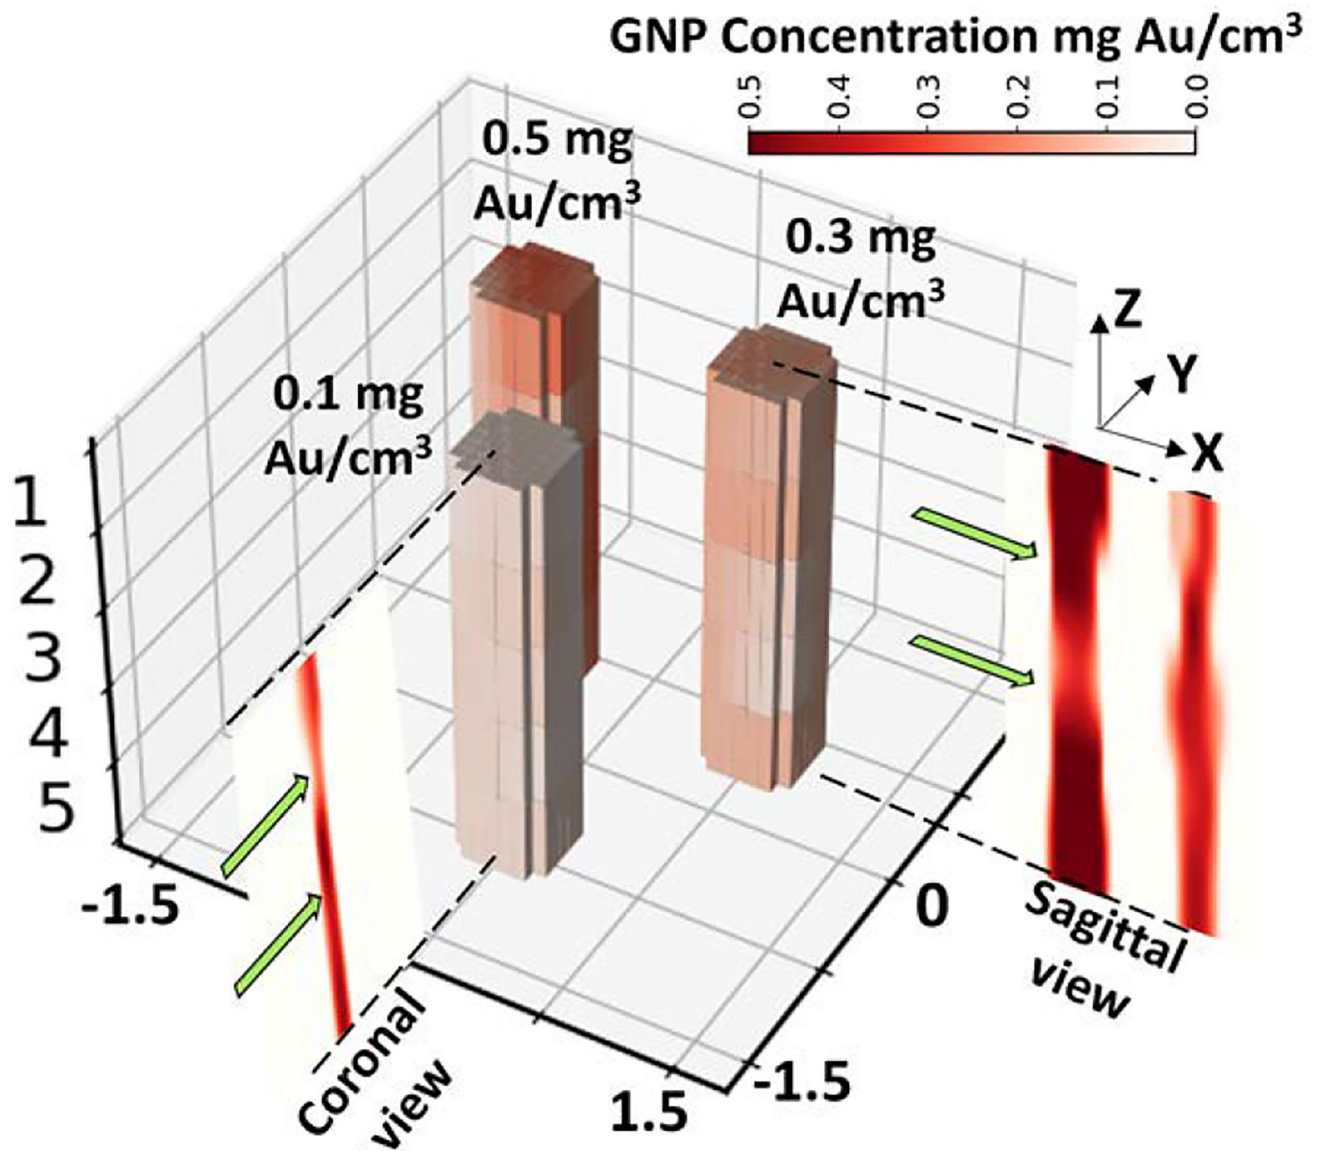 GNP Concentration mg Au/cm³
0.5
0.4
0.3
0.2
0.1
0.0
0.5 mg
Au/cm³
0.3 mg
Au/cm³
0.1 mg
Au/cm³
Z
Y
X
1
2
3
4
5
-1.5
0
-1.5
1.5
Sagittal
view
Coronal
view